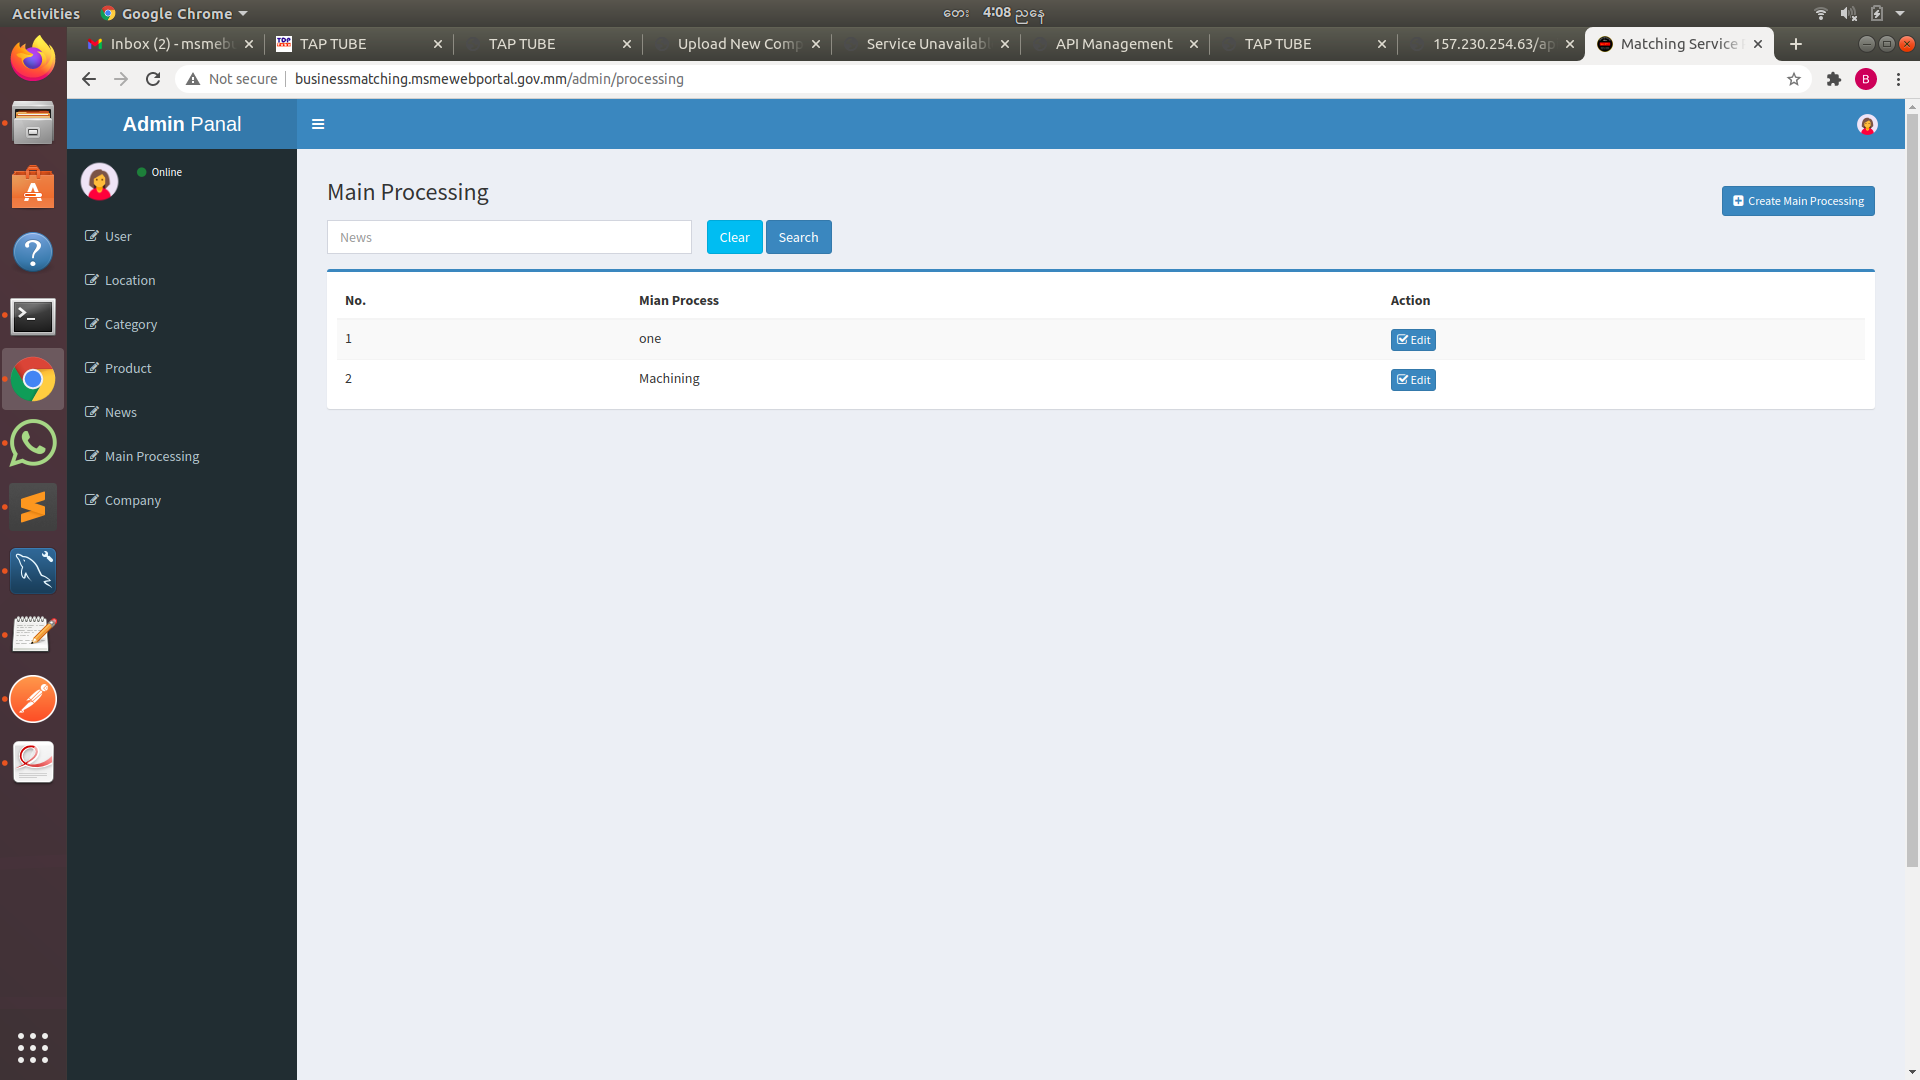 Activities Google Chrome တေး 4:08 ညနေ
Inbox (2) - msmeb TAP TUBE TAP TUBE Upload New Comp Service Unavailab API Management TAP TUBE 157.230.254.63/ap Matching Service
Not secure businessmatching.msmewebportal.gov.mm/admin/processing B
Admin Panal
Online
User
Location
Category
Product
News
Main Processing
Company
Main Processing
Create Main Processing
News Clear Search
No. Mian Process Action
1 one Edit
2 Machining Edit